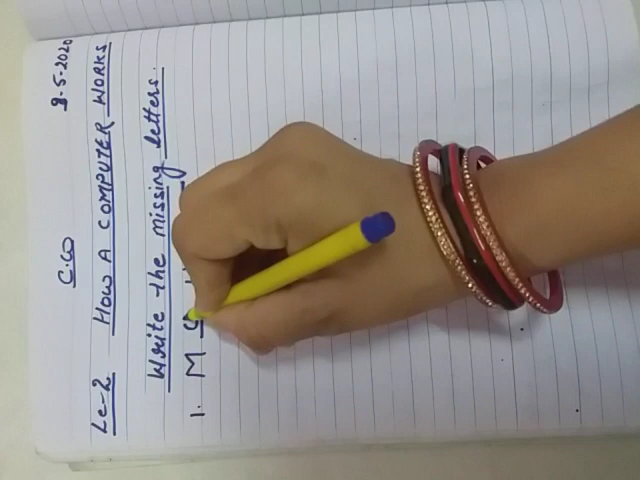 C.W
8.5.2020
Le-2 HOW A COMPUTER WORKS
Write the missing letters.
1. M